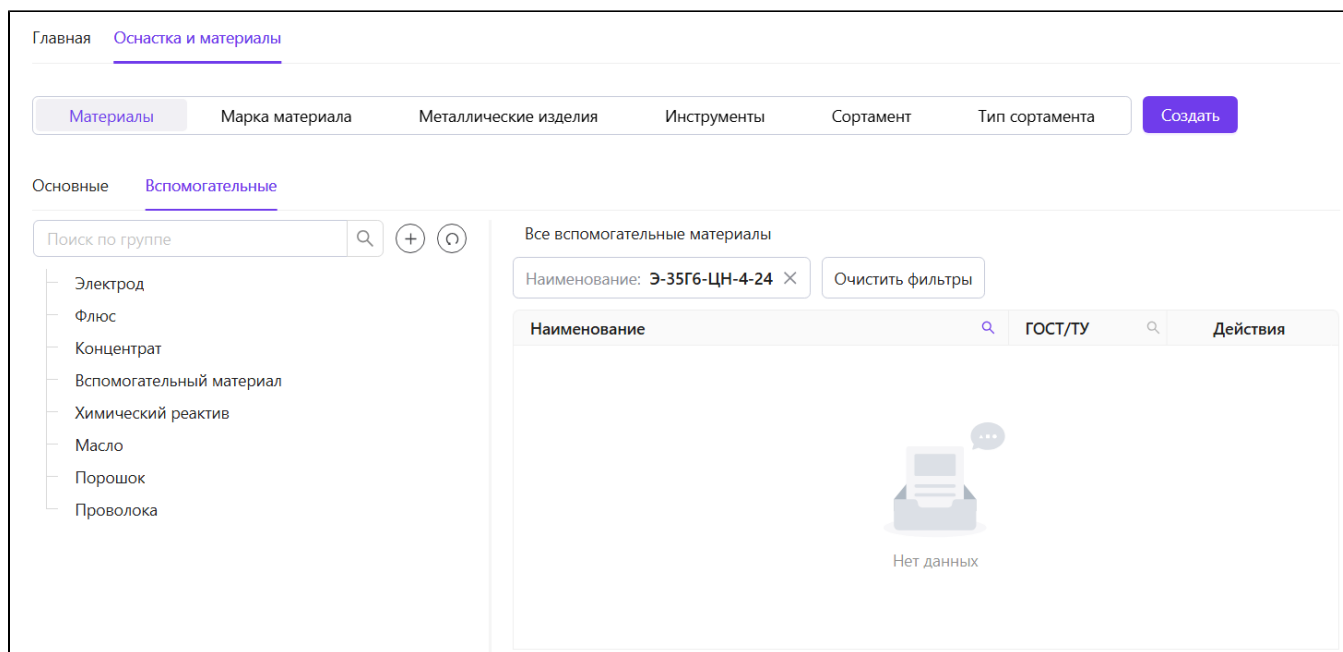 Главная Оснастка и материалы
Материалы Марка материала Металлические изделия Инструменты Сортамент Тип сортамента Создать
Основные Вспомогательные
Поиск по группе
Электрод
Флюс
Концентрат
Вспомогательный материал
Химический реактив
Масло
Порошок
Проволока
Все вспомогательные материалы
Наименование: Э-35Г6-ЦН-4-24 Очистить фильтры
Наименование ГОСТ/ТУ Действия
Нет данных